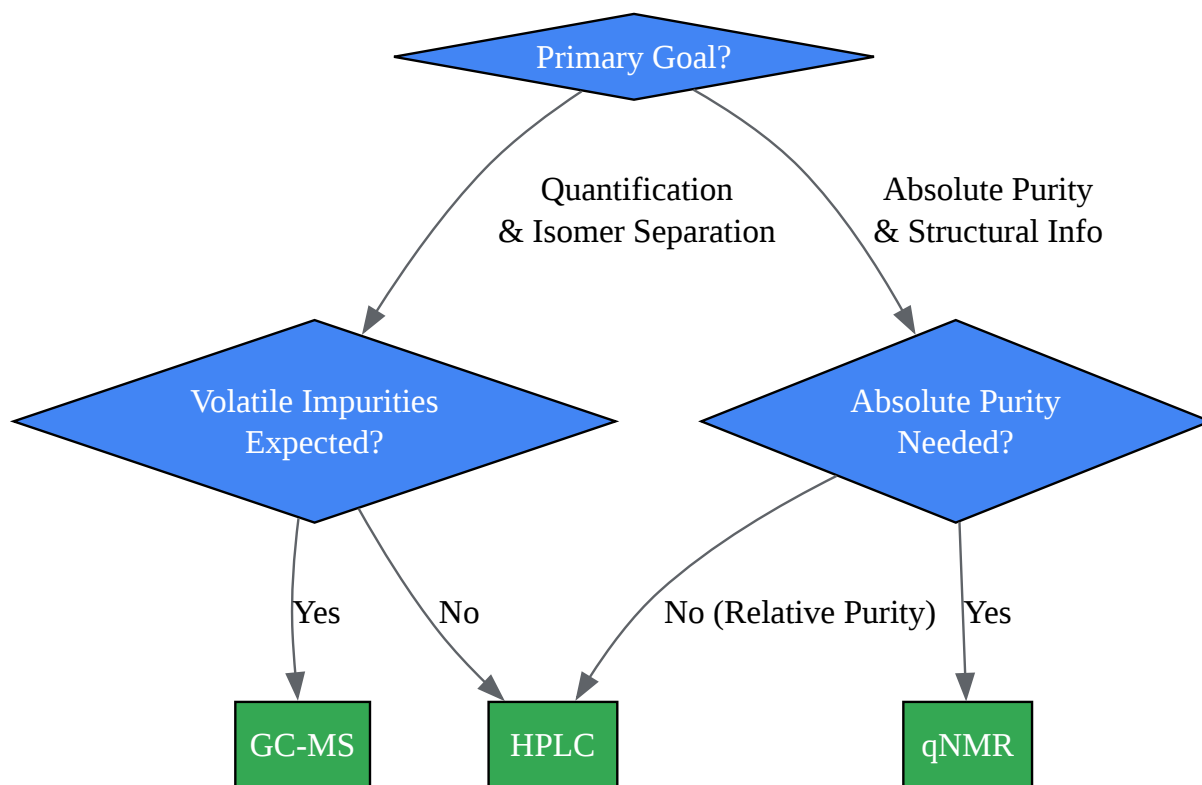 Primary Goal?
Quantification
& Isomer Separation
Absolute Purity
& Structural Info
Volatile Impurities
Expected?
Absolute Purity
Needed?
Yes
No
No (Relative Purity)
Yes
GC-MS
HPLC
qNMR